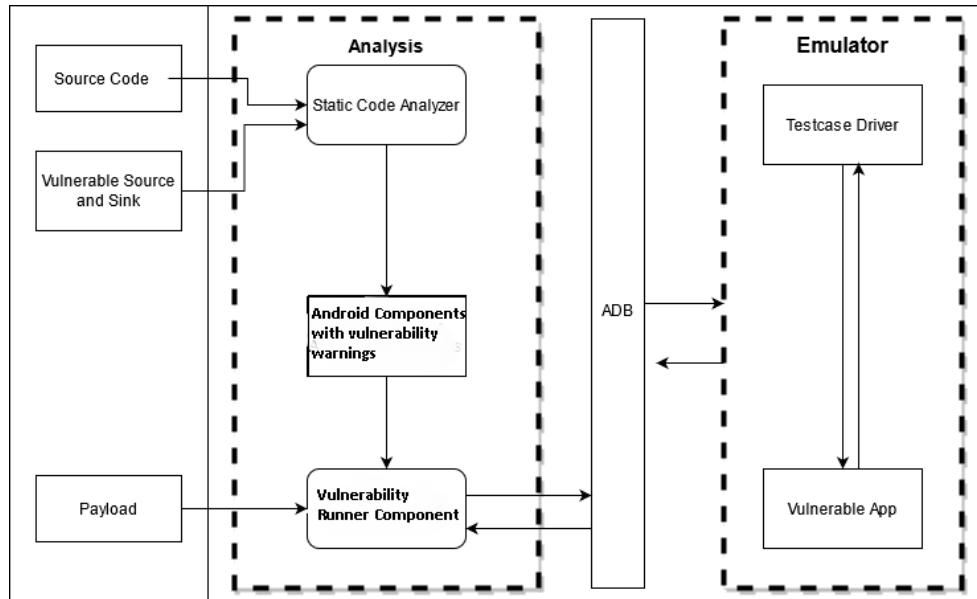 Analysis
Emulator
Source Code
Static Code Analyzer
Testcase Driver
Vulnerable Source
and Sink
Android Components
with vulnerability
warnings
ADB
Payload
Vulnerability
Runner Component
Vulnerable App